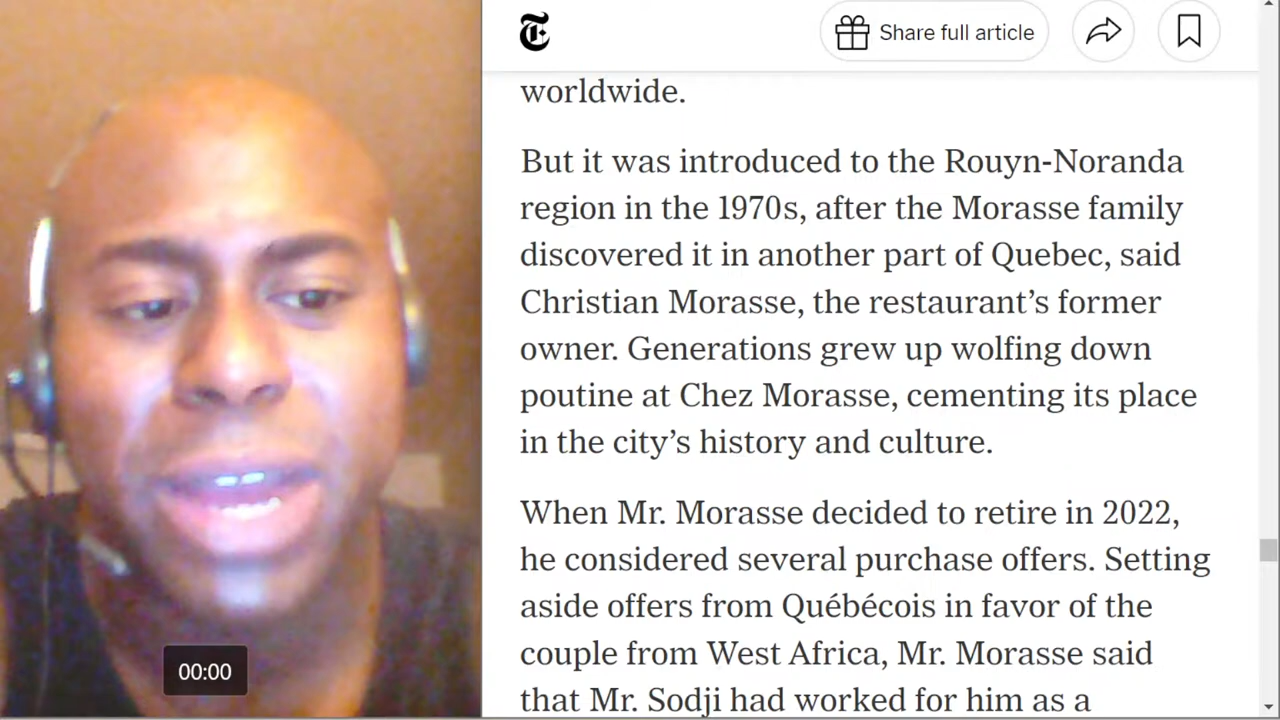 Share full article
worldwide.
But it was introduced to the Rouyn-Noranda
region in the 1970s, after the Morasse family
discovered it in another part of Quebec, said
Christian Morasse, the restaurant’s former
owner. Generations grew up wolfing down
poutine at Chez Morasse, cementing its place
in the city’s history and culture.
When Mr. Morasse decided to retire in 2022,
he considered several purchase offers. Setting
aside offers from Québécois in favor of the
couple from West Africa, Mr. Morasse said
that Mr. Sodji had worked for him as a
00:00